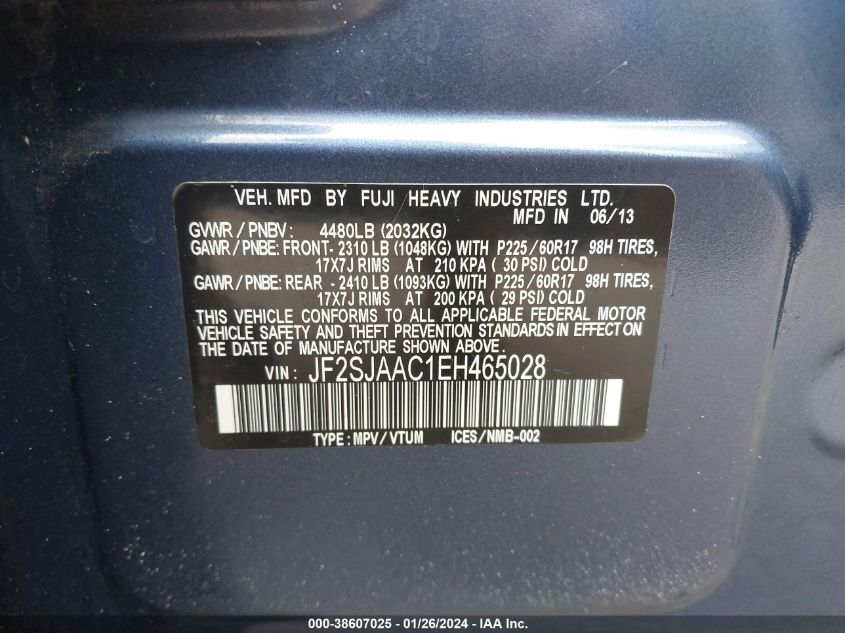 VEH. MFD BY FUJI HEAVY INDUSTRIES LTD.
MFD IN 06/13
GVWR / PNBV : 4480LB (2032KG)
GAWR / PNBE: FRONT- 2310 LB (1048KG) WITH P225 / 60R17 98H TIRES,
17X7J RIMS AT 210 KPA ( 30 PSI) COLD
GAWR / PNBE: REAR - 2410 LB (1093KG) WITH P225 / 60R17 98H TIRES,
17X7J RIMS AT 200 KPA ( 29 PSI) COLD
THIS VEHICLE CONFORMS TO ALL APPLICABLE FEDERAL MOTOR
VEHICLE SAFETY AND THEFT PREVENTION STANDARDS IN EFFECT ON
THE DATE OF MANUFACTURE SHOWN ABOVE.
VIN : JF2SJAAC1EH465028
TYPE : MPV / VTUM ICES / NMB-002
000-38607025 - 01/26/2024 - IAA Inc.